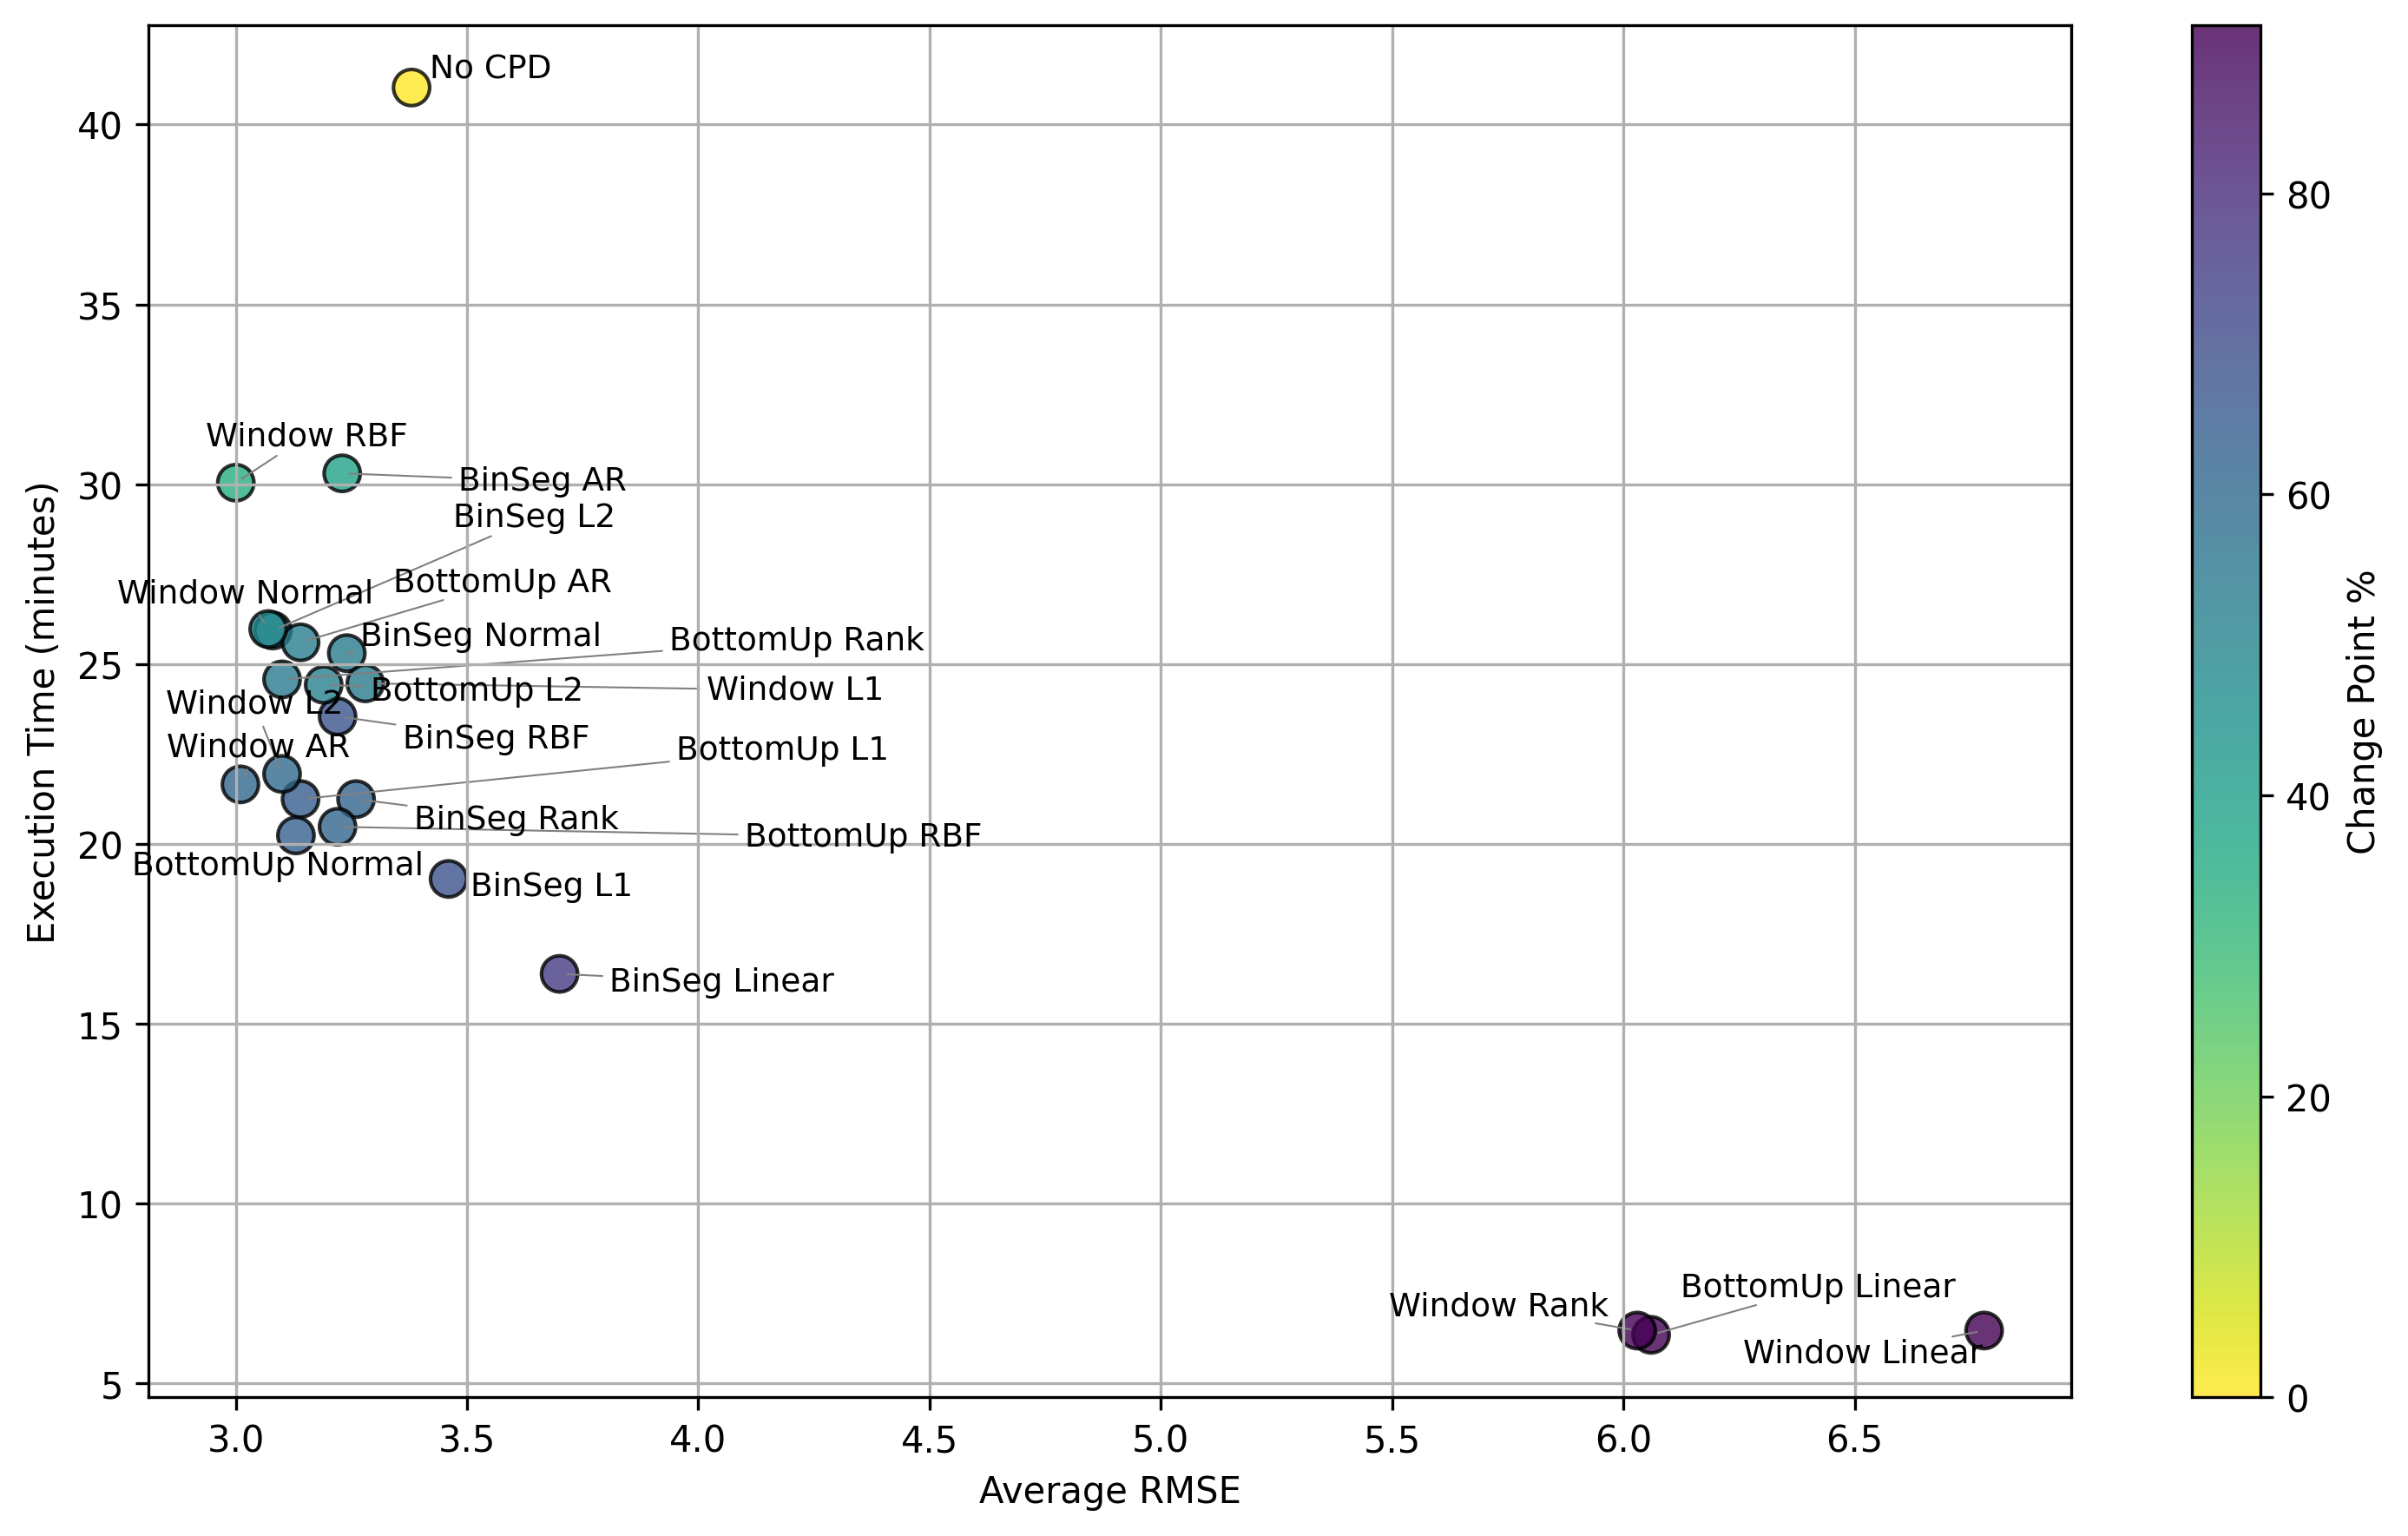 No CPD
40
35
Window RBF
30
BinSeg AR
BinSeg L2
BottomUp AR
Window Normal
BinSeg Normal
BottomUp Rank
25
BottomUp L2
Window L1
Window L2
BinSeg RBF
Window AR
BottomUp L1
BinSeg Rank
BottomUp RBF
20
BottomUp Normal
BinSeg L1
BinSeg Linear
15
10
BottomUp Linear
Window Rank
Window Linear
5
Execution Time (minutes)
3.0 3.5 4.0 4.5 5.0 5.5 6.0 6.5
Average RMSE
80
60
40
20
0
Change Point %